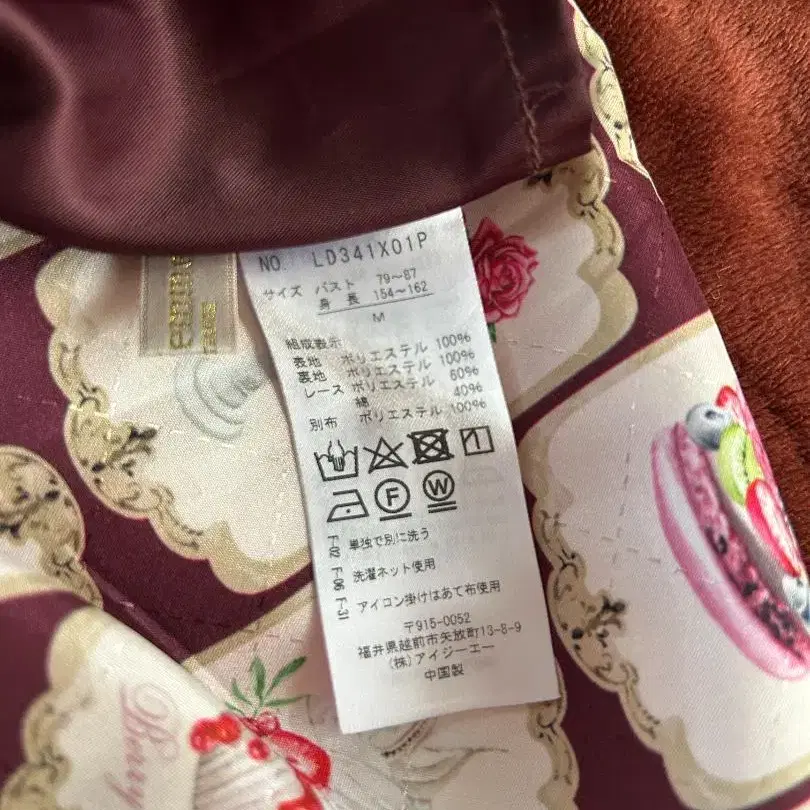 NO. LD341X01P
サイズ バスト 79~87
身長 154~162
M
組成表示
表地 ポリエステル 100%
裏地 ポリエステル 100%
レース ポリエステル 60%
綿 40%
別布 ポリエステル 100%
F
W
F-02 単独で別に洗う
F-06 洗濯ネット使用
F-31 アイコン掛けはあて布使用
〒915-0052
福井県越前市矢放町13-8-9
(株)アイジーエー
中国製
Berry